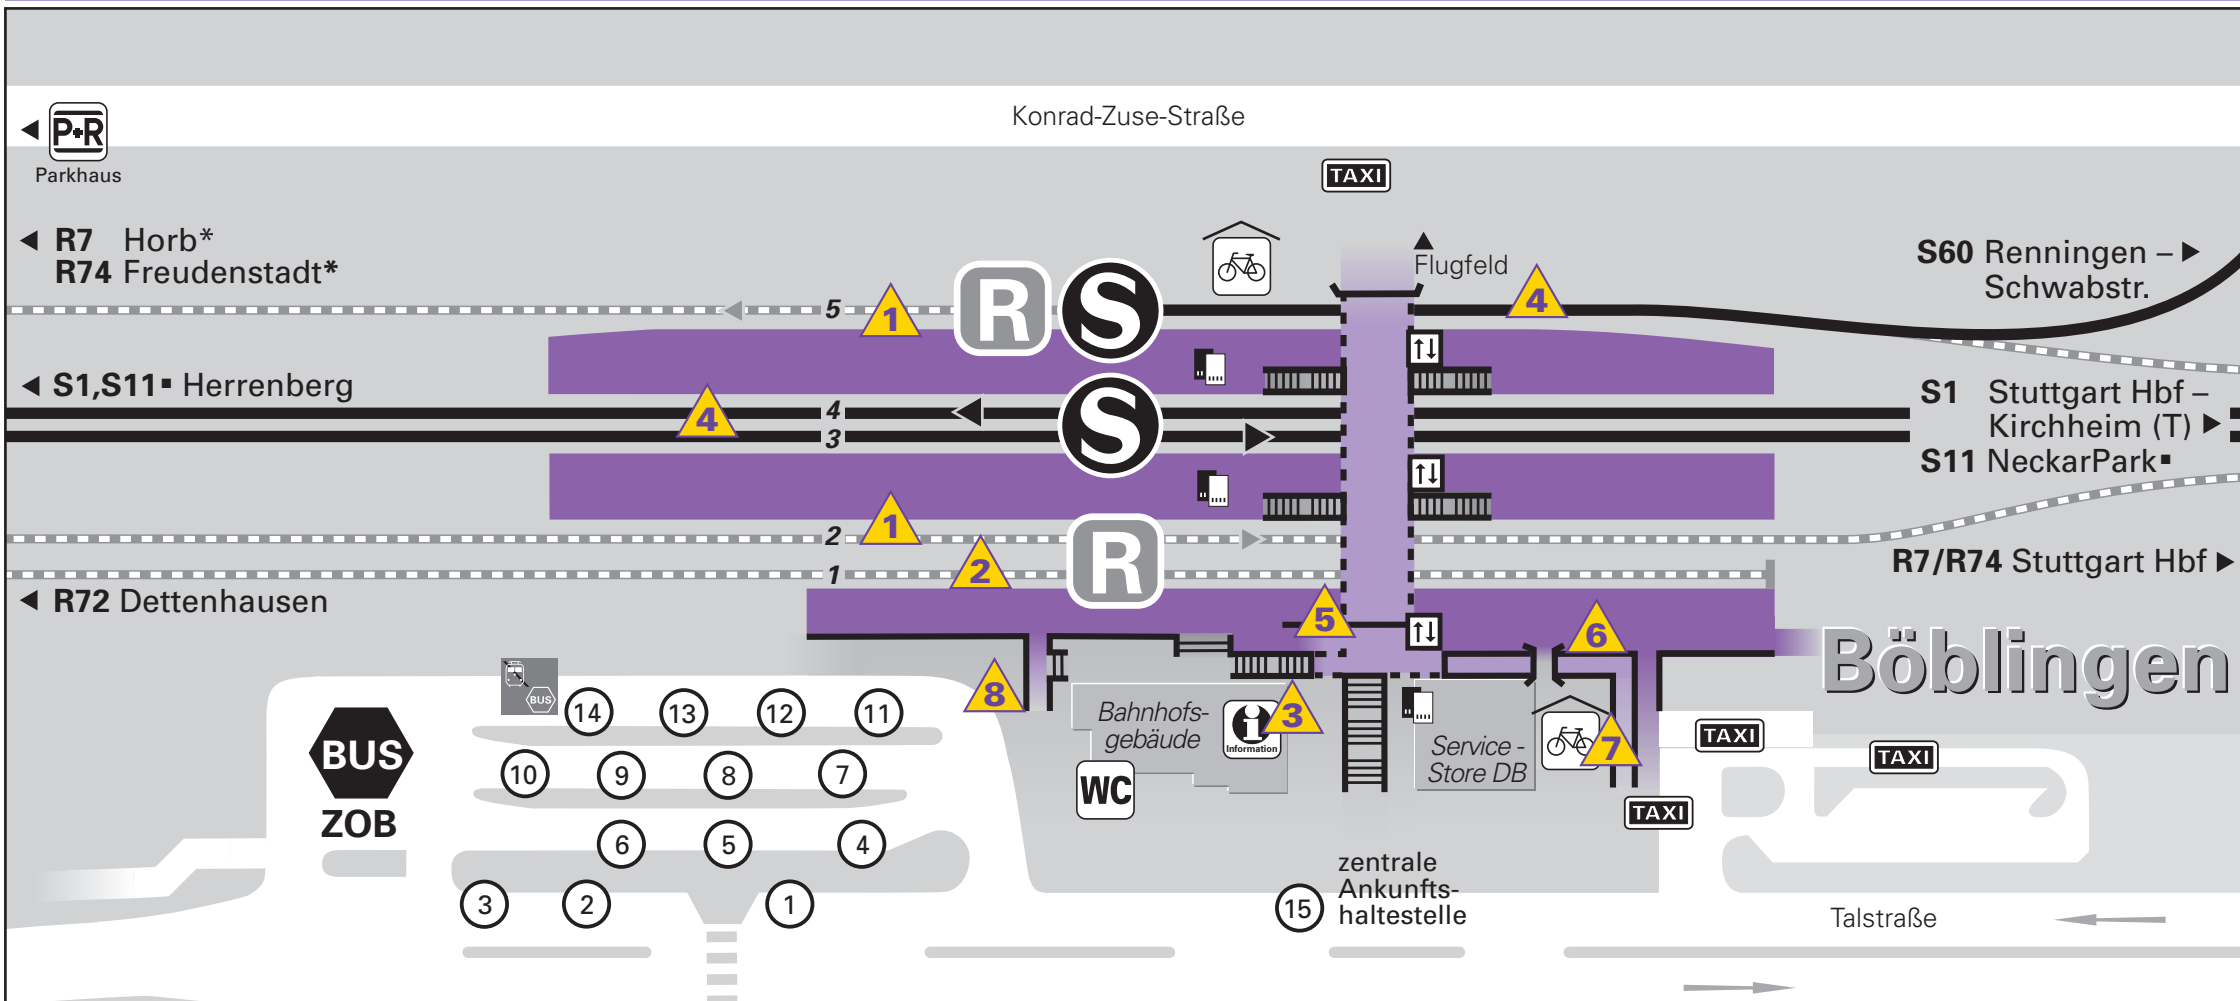 Konrad-Zuse-Straße
P+R
Parkhaus
TAXI
R7 Horb*
R74 Freudenstadt*
Flugfeld
S60 Renningen –
Schwabstr.
5
1
R
S
4
S1,S11▪ Herrenberg
4
4
3
S
S1 Stuttgart Hbf –
Kirchheim (T)
S11 NeckarPark▪
1
2
2
1
R
R7/R74 Stuttgart Hbf
R72 Dettenhausen
5
6
Böblingen
8
BUS
14
13
12
11
Bahnhofs-
gebäude
i
Information
3
Service -
Store DB
7
TAXI
TAXI
TAXI
BUS
ZOB
10
9
8
7
WC
6
5
4
3
2
1
15
zentrale
Ankunfts-
haltestelle
Talstraße